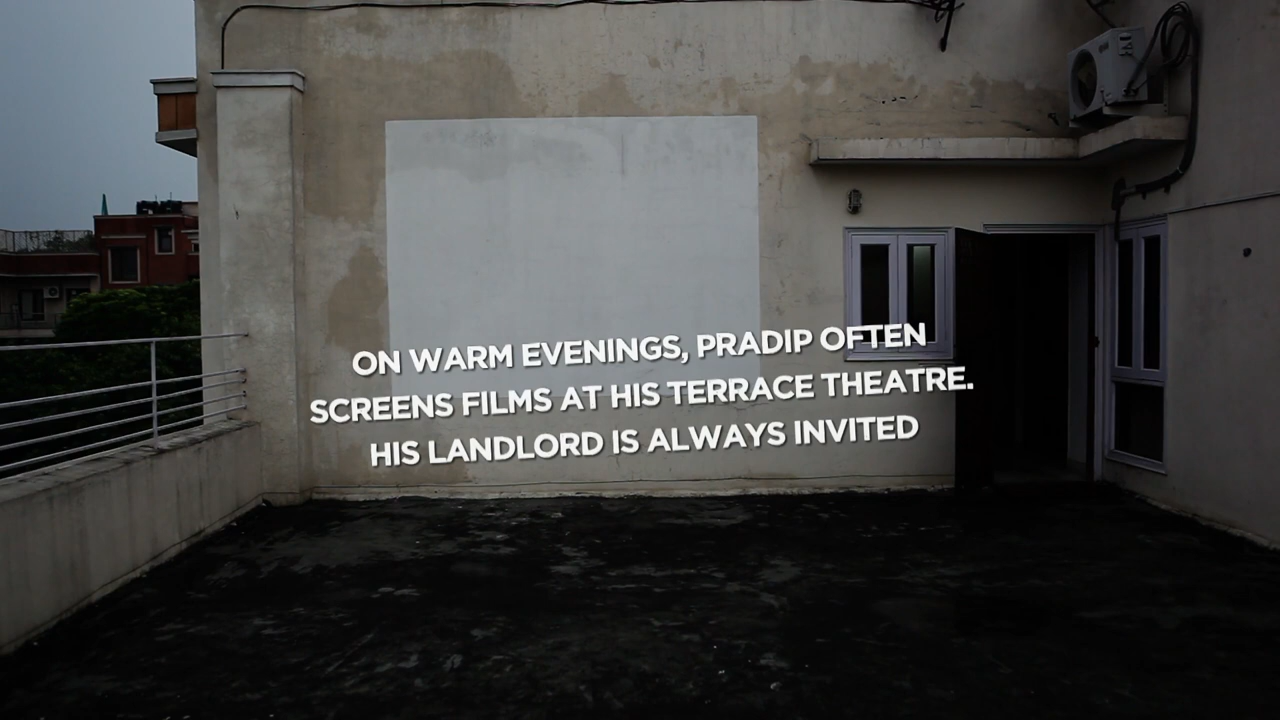 ON WARM EVENINGS, PRADIP OFTEN
SCREENS FILMS AT HIS TERRACE THEATRE.
HIS LANDLORD IS ALWAYS INVITED